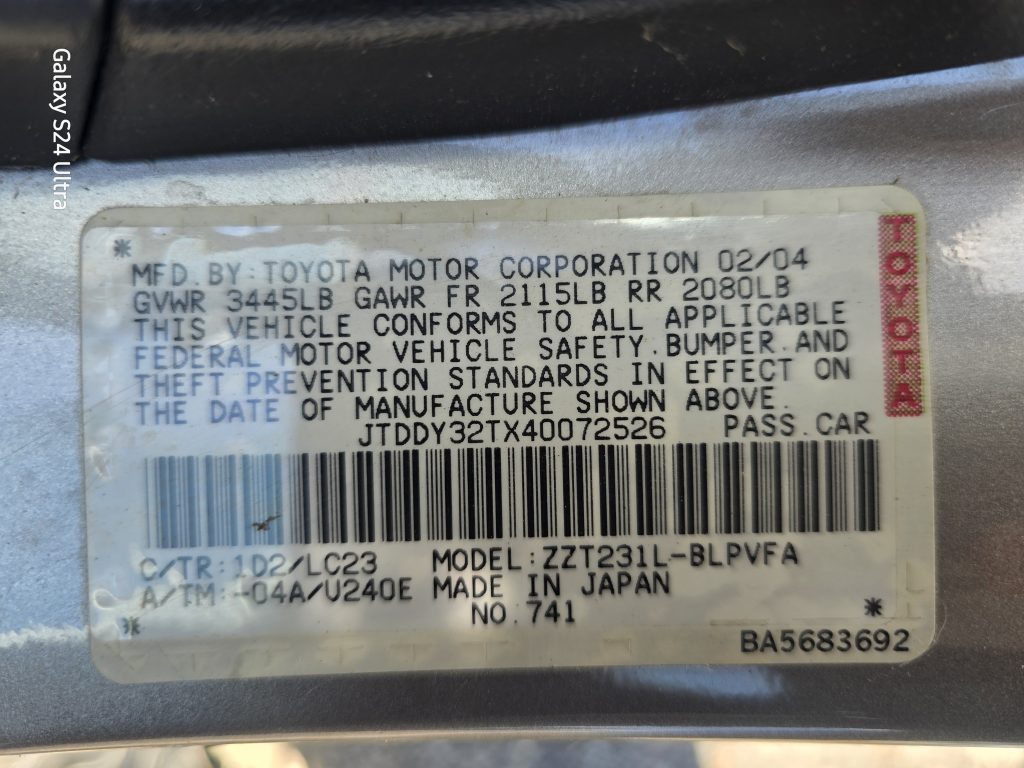 Galaxy S24 Ultra
MFD. BY:TOYOTA MOTOR CORPORATION 02/04
GVWR 3445LB GAWR FR 2115LB RR 2080LB
THIS VEHICLE CONFORMS TO ALL APPLICABLE
FEDERAL MOTOR VEHICLE SAFETY.BUMPER.AND
THEFT PREVENTION STANDARDS IN EFFECT ON
THE DATE OF MANUFACTURE SHOWN ABOVE.
JTDDY32TX40072526 PASS.CAR
C/TR:1D2/LC23 MODEL:ZZT231L-BLPVFA
A/TM:-04A/U240E MADE IN JAPAN
NO.741
BA5683692
TOYOTA